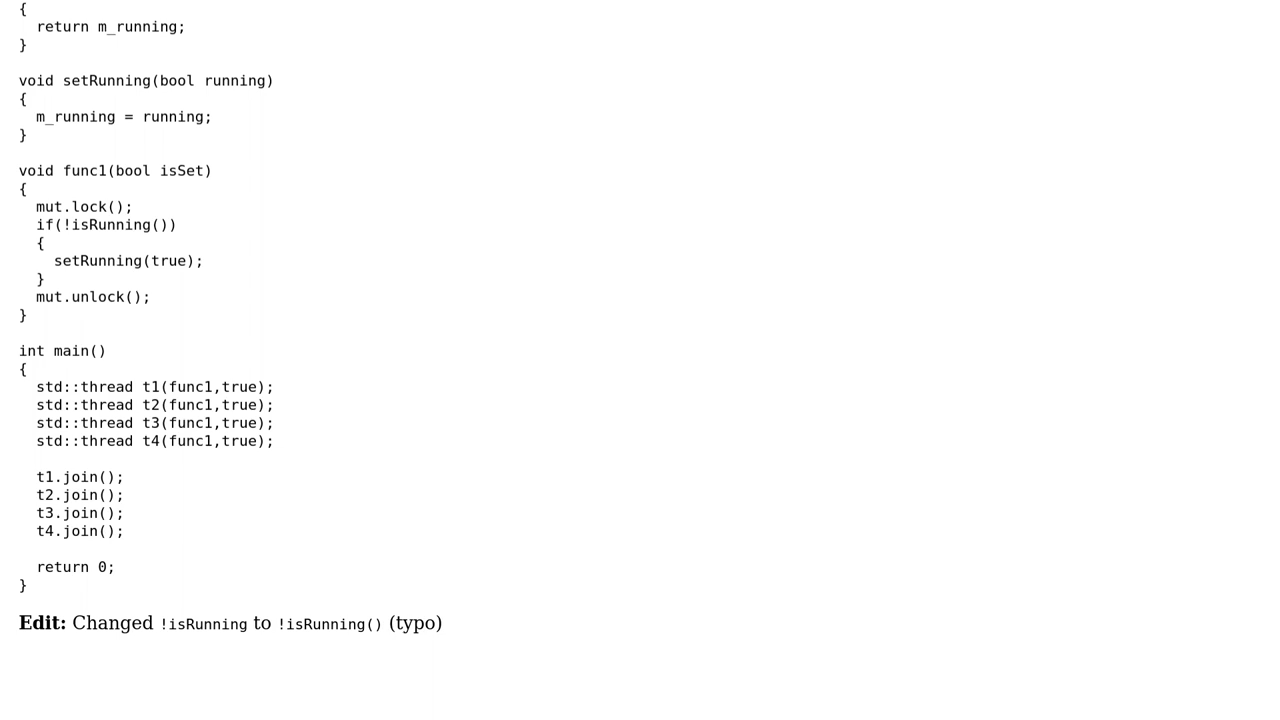 {
  return m_running;
}

void setRunning(bool running)
{
  m_running = running;
}

void func1(bool isSet)
{
  mut.lock();
  if(!isRunning())
  {
    setRunning(true);
  }
  mut.unlock();
}

int main()
{
  std::thread t1(func1,true);
  std::thread t2(func1,true);
  std::thread t3(func1,true);
  std::thread t4(func1,true);

  t1.join();
  t2.join();
  t3.join();
  t4.join();

  return 0;
}
Edit: Changed !isRunning to !isRunning() (typo)